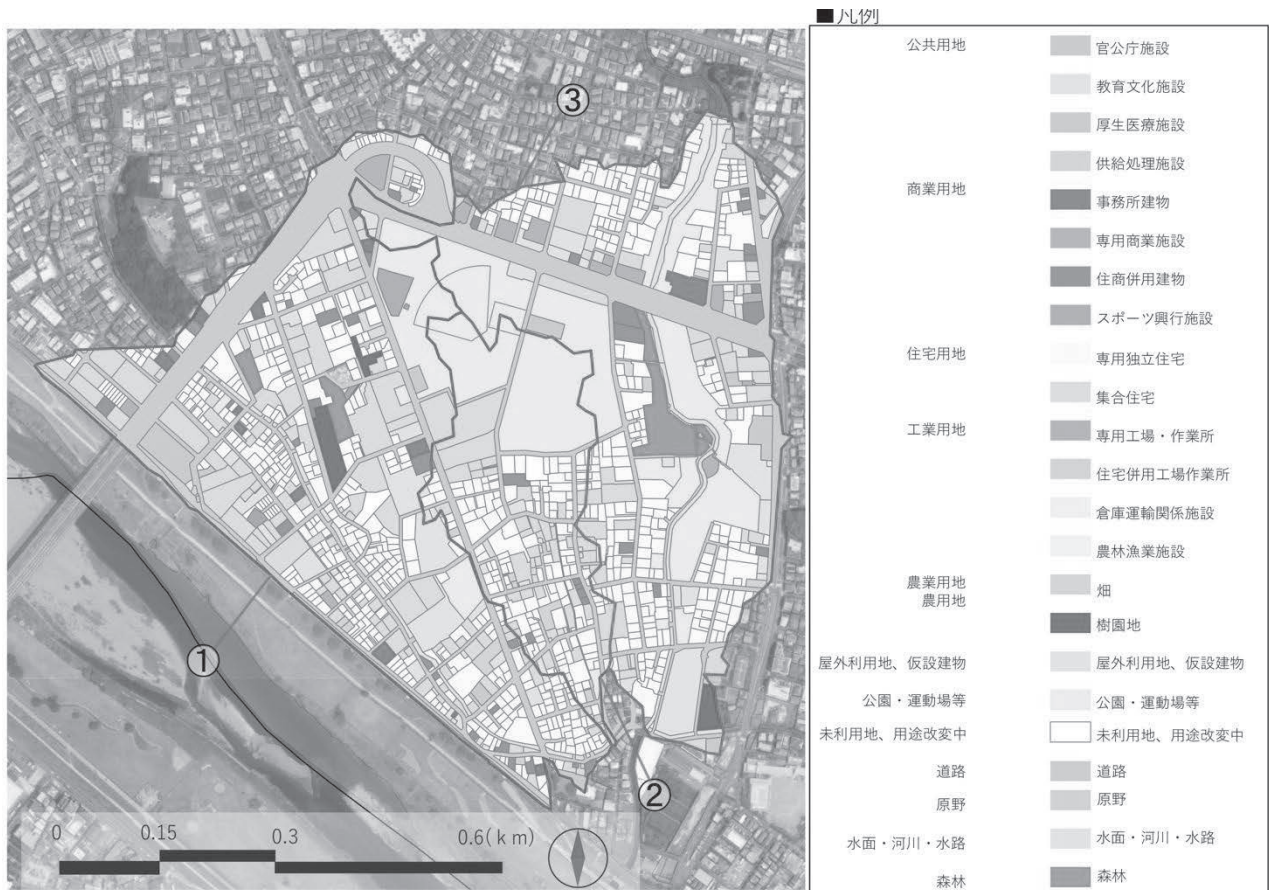 ■凡例
公共用地 官公庁施設
教育文化施設
厚生医療施設
供給処理施設
商業用地 事務所建物
専用商業施設
住商併用建物
スポーツ興行施設
住宅用地 専用独立住宅
集合住宅
工業用地 専用工場・作業所
住宅併用工場作業所
倉庫運輸関係施設
農林漁業施設
農業用地
農用地 畑
樹園地
屋外利用地、仮設建物 屋外利用地、仮設建物
公園・運動場等 公園・運動場等
未利用地、用途改変中 未利用地、用途改変中
道路 道路
原野 原野
水面・河川・水路 水面・河川・水路
森林 森林
③
①
②
0 0.15 0.3 0.6(km)